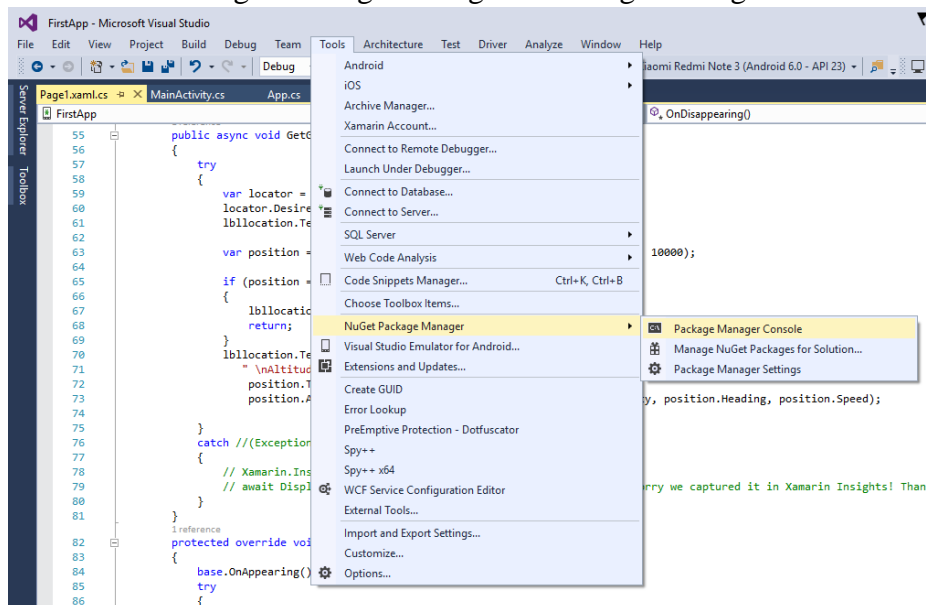 FirstApp - Microsoft Visual Studio
File Edit View Project Build Debug Team Tools Architecture Test Driver Analyze Window Help
Debug
Xiaomi Redmi Note 3 (Android 6.0 - API 23)
Server Explorer
Toolbox
Page1.xaml.cs MainActivity.cs App.cs
FirstApp
OnDisappearing()
55 public async void GetG
56 {
57 try
58 {
59 var locator =
60 locator.Desire
61 lbllocation.Te
62
63 var position = 10000);
64
65 if (position =
66 {
67 lbllocatio
68 return;
69 }
70 lbllocation.Te
71 " \nAltitud
72 position.T
73 position.A y, position.Heading, position.Speed);
74
75 }
76 catch //(Exception
77 {
78 // Xamarin.Ins
79 // await Displ rry we captured it in Xamarin Insights! Than
80 }
81 }
1 reference
82 protected override voi
83 {
84 base.OnAppearing()
85 try
86 {
Android
iOS
Archive Manager...
Xamarin Account...
Connect to Remote Debugger...
Launch Under Debugger...
Connect to Database...
Connect to Server...
SQL Server
Web Code Analysis
Code Snippets Manager... Ctrl+K, Ctrl+B
Choose Toolbox Items...
NuGet Package Manager
Visual Studio Emulator for Android...
Extensions and Updates...
Create GUID
Error Lookup
PreEmptive Protection - Dotfuscator
Spy++
Spy++ x64
WCF Service Configuration Editor
External Tools...
Import and Export Settings...
Customize...
Options...
Package Manager Console
Manage NuGet Packages for Solution...
Package Manager Settings